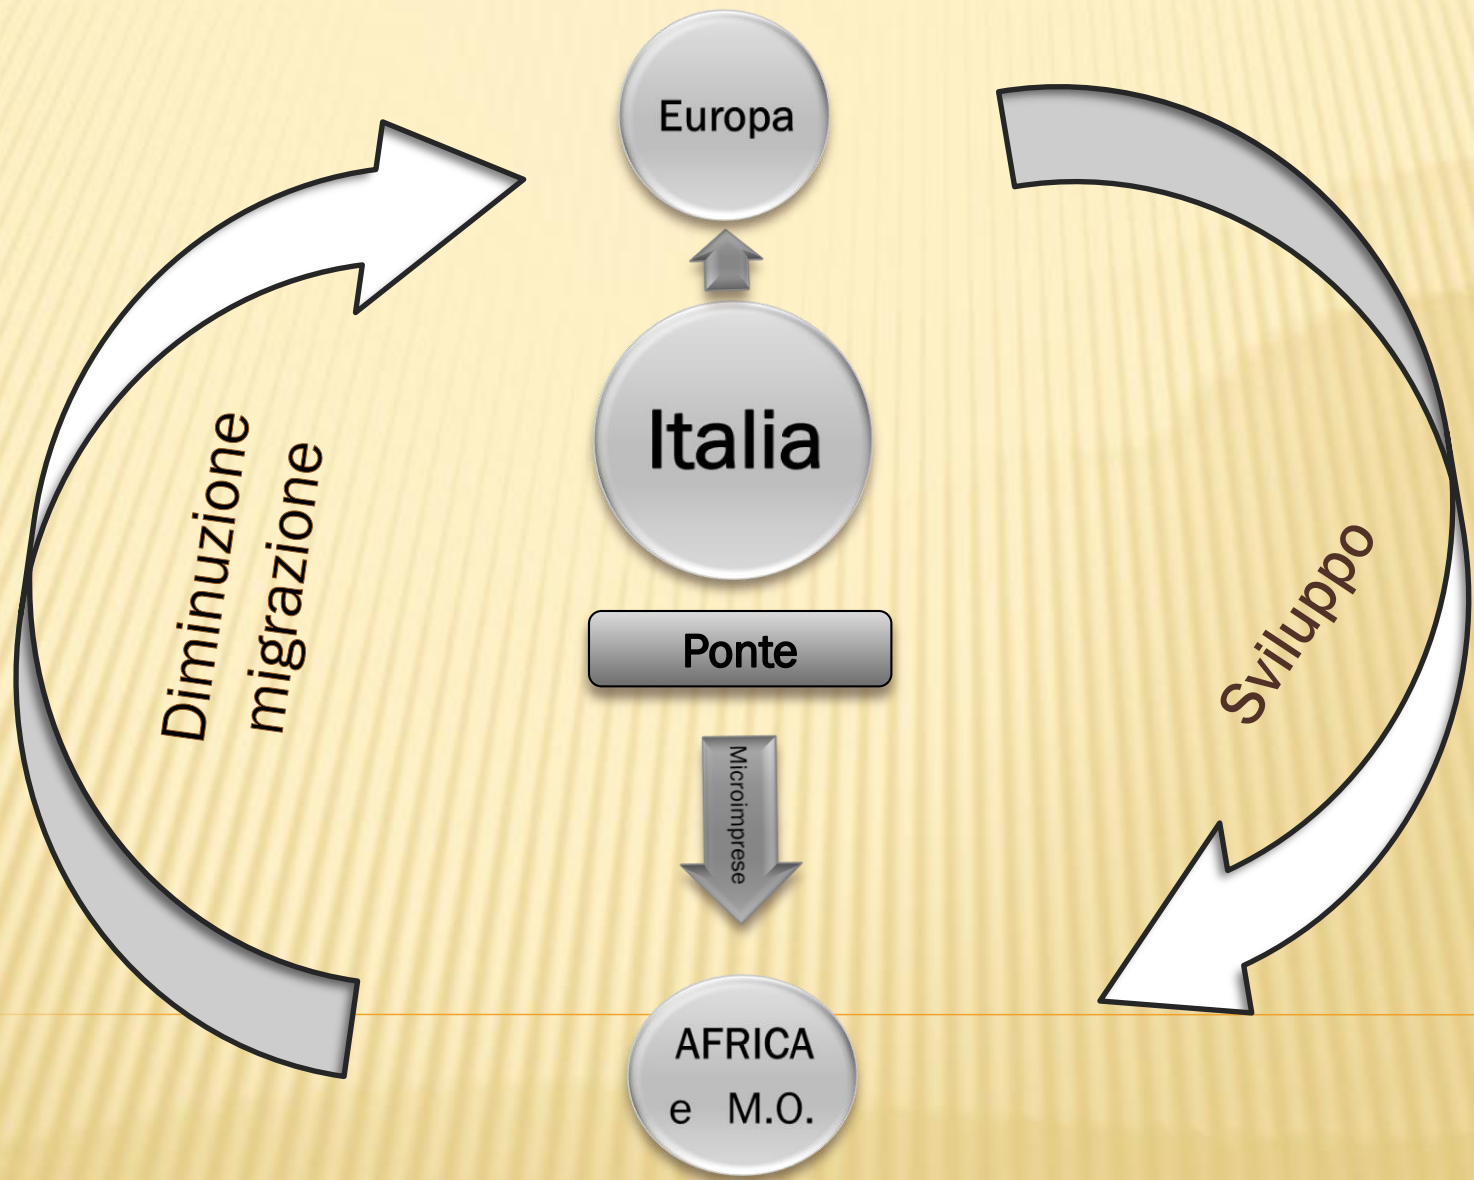 Europa
Italia
Ponte
Microimprese
AFRICA
e M.O.
Diminuzione
migrazione
Sviluppo